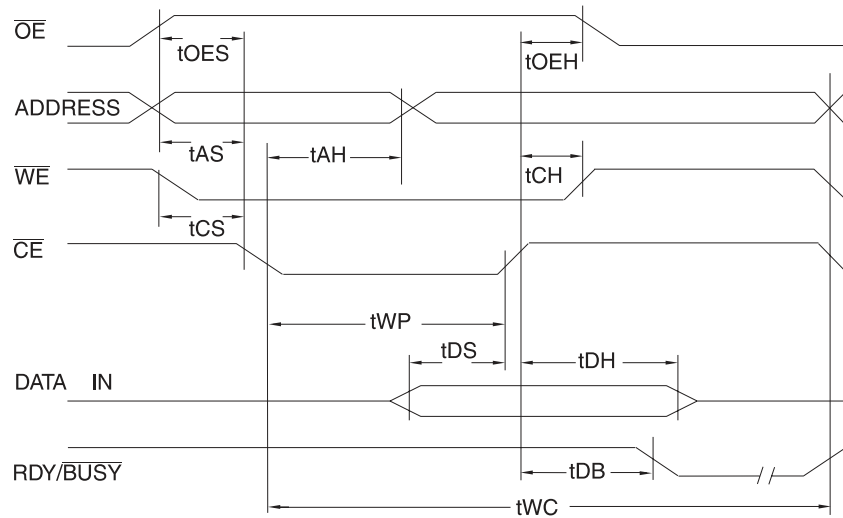 OE
tOES
tOEH
ADDRESS
tAS
tAH
tCH
WE
tCS
CE
tWP
tDS
tDH
DATA IN
RDY/BUSY
tDB
tWC